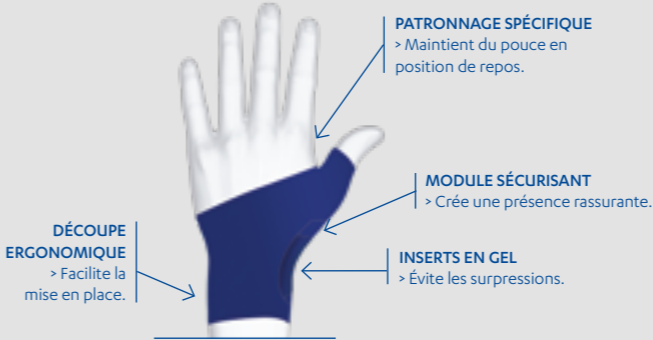 PATRONNAGE SPÉCIFIQUE
> Maintient du pouce en
position de repos.
MODULE SÉCURISANT
> Crée une présence rassurante.
DÉCOUPE
ERGONOMIQUE
> Facilite la
mise en place.
INSERTS EN GEL
> Évite les surpressions.